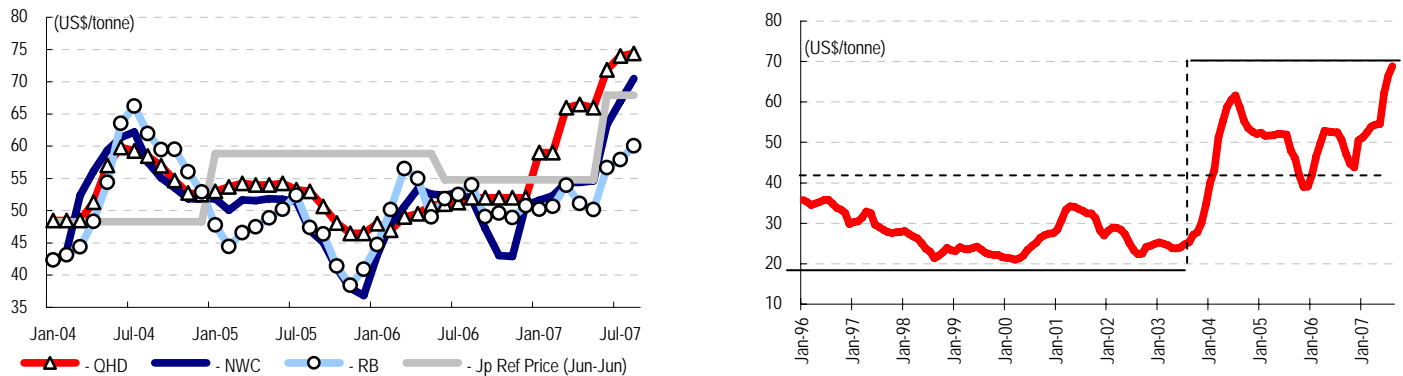 (US$/tonne)
80
75
70
65
60
55
50
45
40
35
Jan-04
Jul-04
Jan-05
Jul-05
Jan-06
Jul-06
Jan-07
Jul-07
- QHD
- NWC
- RB
- Jp Ref Price (Jun-Jun)
(US$/tonne)
80
70
60
50
40
30
20
10
Jan-96
Jan-97
Jan-98
Jan-99
Jan-00
Jan-01
Jan-02
Jan-03
Jan-04
Jan-05
Jan-06
Jan-07